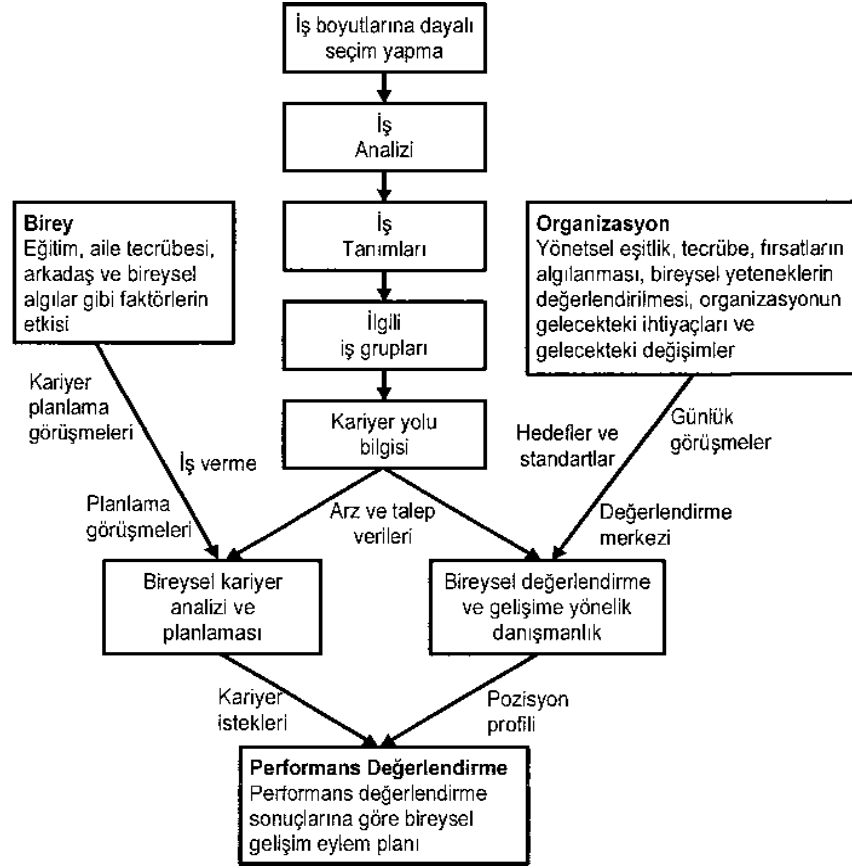 İş boyutlarına dayalı
seçim yapma
İş
Analizi
İş
Tanımları
Birey
Eğitim, aile tecrübesi,
arkadaş ve bireysel
algılar gibi faktörlerin
etkisi
Organizasyon
Yönetsel eşitlik, tecrübe, fırsatların
algılanması, bireysel yeteneklerin
değerlendirilmesi, organizasyonun
gelecekteki ihtiyaçları ve
gelecekteki değişimler
İlgili
iş grupları
Kariyer yolu
bilgisi
Kariyer
planlama
görüşmeleri
İş verme
Planlama
görüşmeleri
Arz ve talep
verileri
Hedefler ve
standartlar
Günlük
görüşmeler
Değerlendirme
merkezi
Bireysel kariyer
analizi ve
planlaması
Bireysel değerlendirme
ve gelişime yönelik
danışmanlık
Kariyer
istekleri
Pozisyon
profili
Performans Değerlendirme
Performans değerlendirme
sonuçlarına göre bireysel
gelişim eylem planı